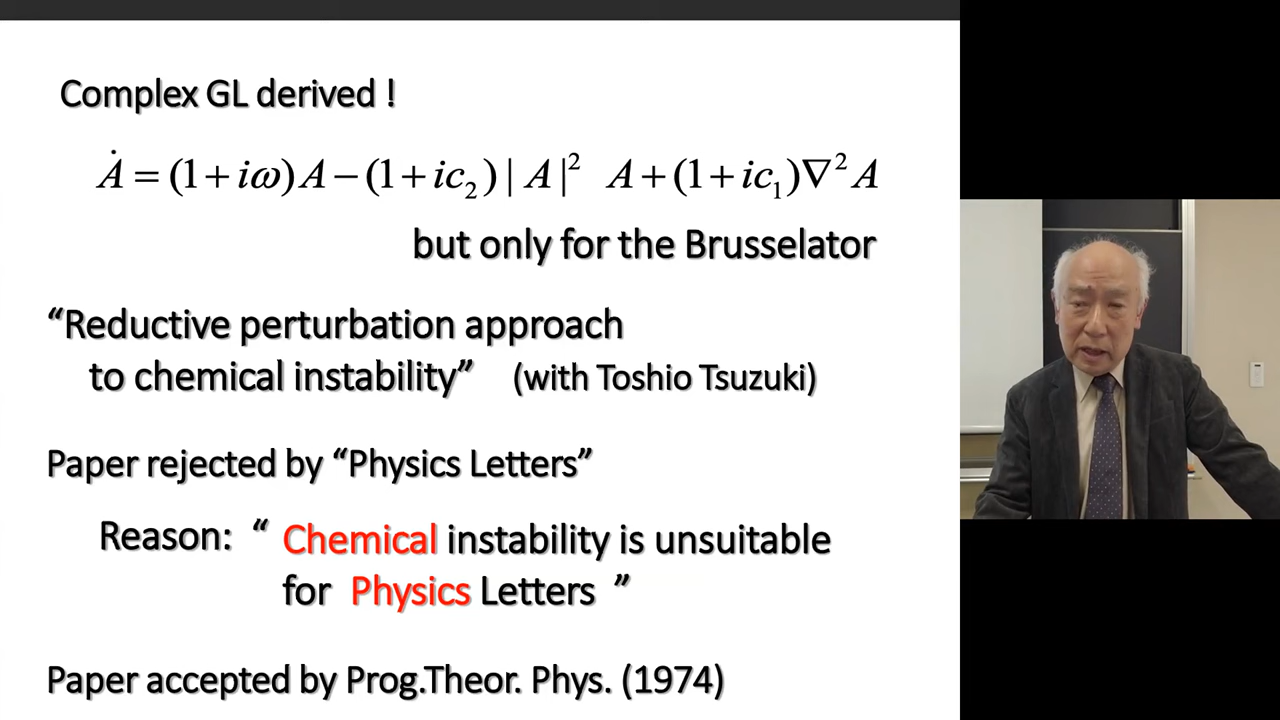 Complex GL derived !
Ȧ = (1 + iω) A − (1 + ic₂) | A |² A + (1 + ic₁)∇² A
but only for the Brusselator
“Reductive perturbation approach
to chemical instability” (with Toshio Tsuzuki)
Paper rejected by “Physics Letters”
Reason: “ Chemical instability is unsuitable
for Physics Letters ”
Paper accepted by Prog.Theor. Phys. (1974)